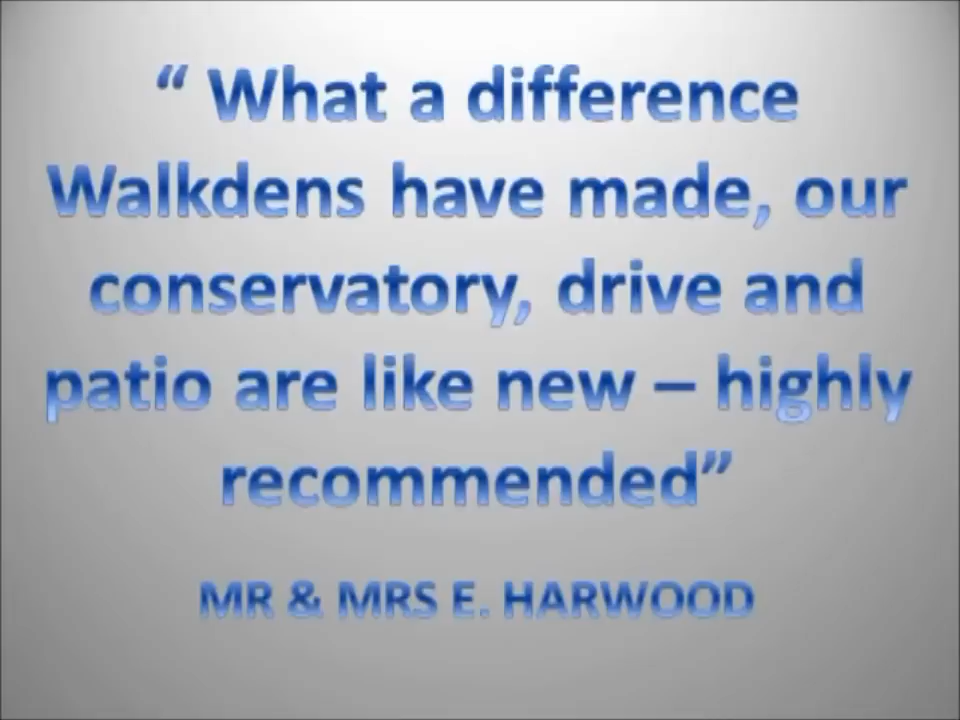 “ What a difference
Walkdens have made, our
conservatory, drive and
patio are like new – highly
recommended”
MR & MRS E. HARWOOD